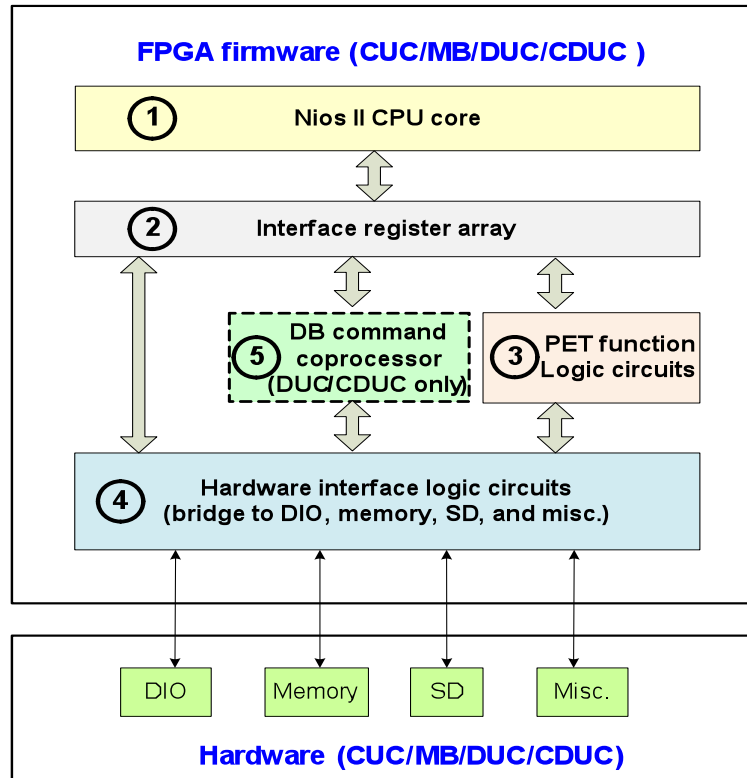 FPGA firmware (CUC/MB/DUC/CDUC )
1 Nios II CPU core
2 Interface register array
5
DB command
coprocessor
(DUC/CDUC only)
3
PET function
Logic circuits
4
Hardware interface logic circuits
(bridge to DIO, memory, SD, and misc.)
DIO Memory SD Misc.
Hardware (CUC/MB/DUC/CDUC)